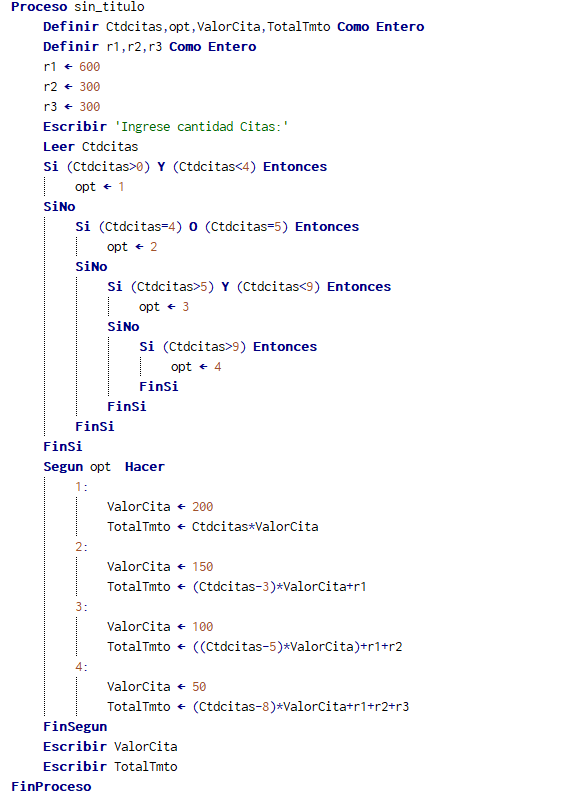 Proceso sin_titulo
Definir Ctdcitas,opt,ValorCita,TotalTmto Como Entero
Definir r1,r2,r3 Como Entero
r1 ← 600
r2 ← 300
r3 ← 300
Escribir 'Ingrese cantidad Citas:'
Leer Ctdcitas
Si (Ctdcitas>0) Y (Ctdcitas<4) Entonces
opt ← 1
SiNo
Si (Ctdcitas=4) O (Ctdcitas=5) Entonces
opt ← 2
SiNo
Si (Ctdcitas>5) Y (Ctdcitas<9) Entonces
opt ← 3
SiNo
Si (Ctdcitas>9) Entonces
opt ← 4
FinSi
FinSi
FinSi
FinSi
Segun opt Hacer
1:
ValorCita ← 200
TotalTmto ← Ctdcitas*ValorCita
2:
ValorCita ← 150
TotalTmto ← (Ctdcitas-3)*ValorCita+r1
3:
ValorCita ← 100
TotalTmto ← ((Ctdcitas-5)*ValorCita)+r1+r2
4:
ValorCita ← 50
TotalTmto ← (Ctdcitas-8)*ValorCita+r1+r2+r3
FinSegun
Escribir ValorCita
Escribir TotalTmto
FinProceso